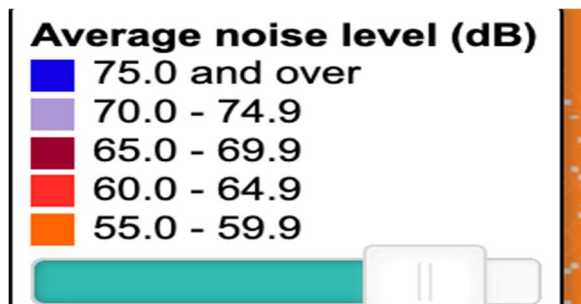 Average noise level (dB)
75.0 and over
70.0 - 74.9
65.0 - 69.9
60.0 - 64.9
55.0 - 59.9